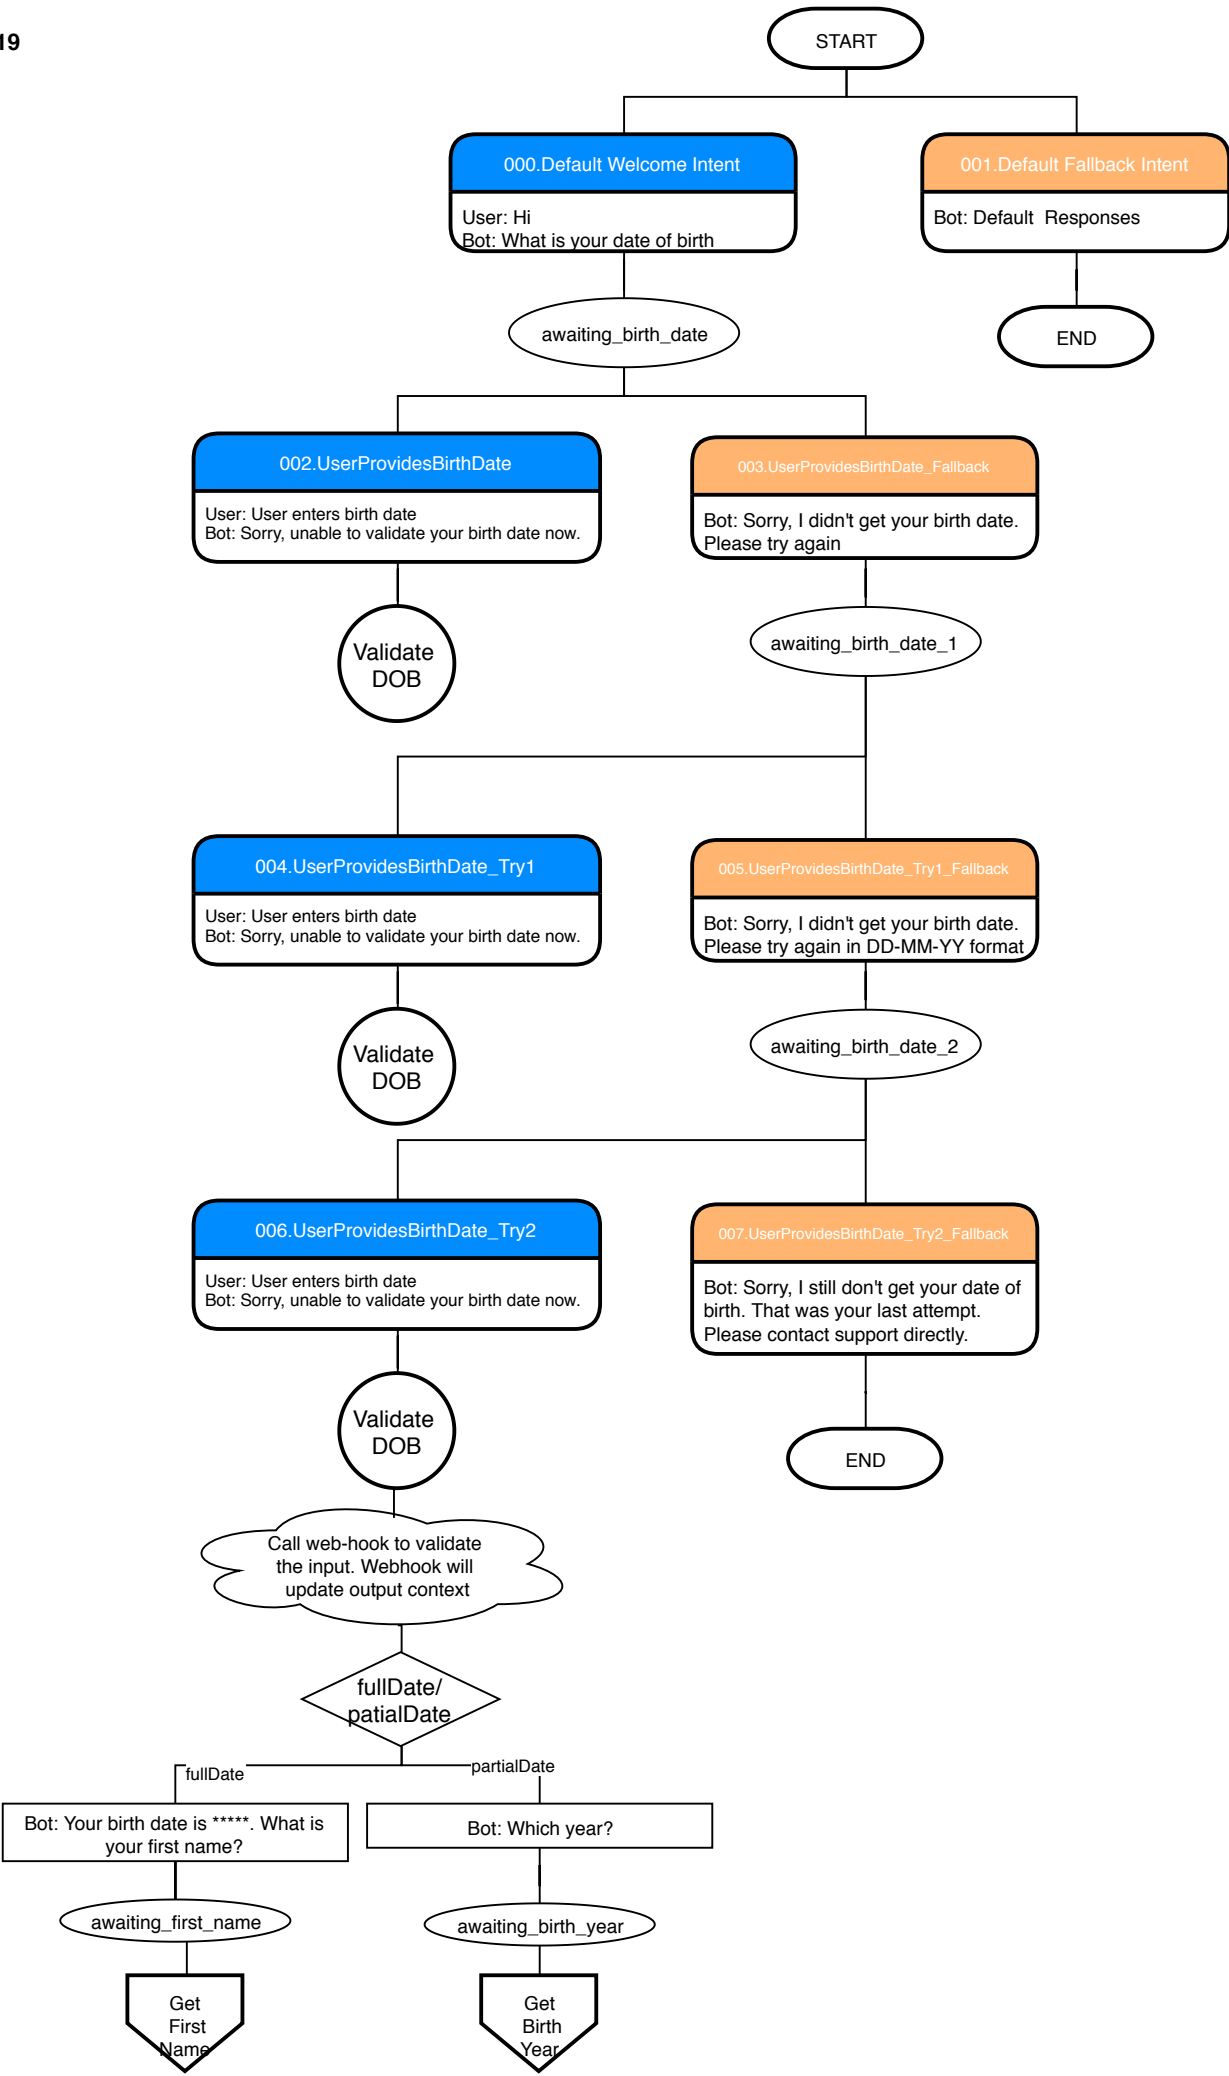 19
START
000.Default Welcome Intent
001.Default Fallback Intent
User: Hi
Bot: What is your date of birth
Bot: Default  Responses
awaiting_birth_date
END
002.UserProvidesBirthDate
003.UserProvidesBirthDate_Fallback
User: User enters birth date
Bot: Sorry, unable to validate your birth date now.
Bot: Sorry, I didn't get your birth date.
Please try again
Validate
DOB
awaiting_birth_date_1
004.UserProvidesBirthDate_Try1
005.UserProvidesBirthDate_Try1_Fallback
User: User enters birth date
Bot: Sorry, unable to validate your birth date now.
Bot: Sorry, I didn't get your birth date.
Please try again in DD-MM-YY format
Validate
DOB
awaiting_birth_date_2
006.UserProvidesBirthDate_Try2
007.UserProvidesBirthDate_Try2_Fallback
User: User enters birth date
Bot: Sorry, unable to validate your birth date now.
Bot: Sorry, I still don't get your date of
birth. That was your last attempt.
Please contact support directly.
Validate
DOB
END
Call web-hook to validate
the input. Webhook will
update output context
fullDate/
patialDate
fullDate
partialDate
Bot: Your birth date is *****. What is
your first name?
Bot: Which year?
awaiting_first_name
awaiting_birth_year
Get
First
Name
Get
Birth
Year